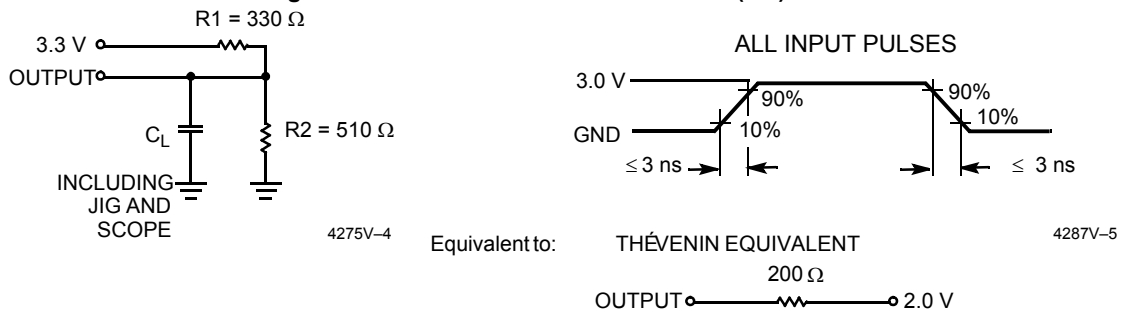 R1 = 330 Ω
3.3 V
OUTPUT
C_L
R2 = 510 Ω
INCLUDING
JIG AND
SCOPE
4275V–4
ALL INPUT PULSES
3.0 V
90%
90%
10%
10%
GND
≤ 3 ns
≤ 3 ns
4287V–5
Equivalent to:
THÉVENIN EQUIVALENT
200 Ω
OUTPUT
2.0 V